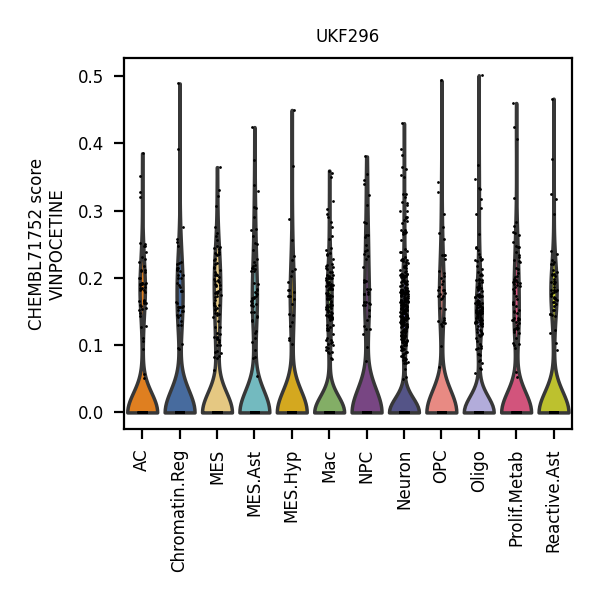 UKF296
CHEMBL71752 score
VINPOCETINE
0.5
0.4
0.3
0.2
0.1
0.0
AC
Chromatin.Reg
MES
MES.Ast
MES.Hyp
Mac
NPC
Neuron
OPC
Oligo
Prolif.Metab
Reactive.Ast